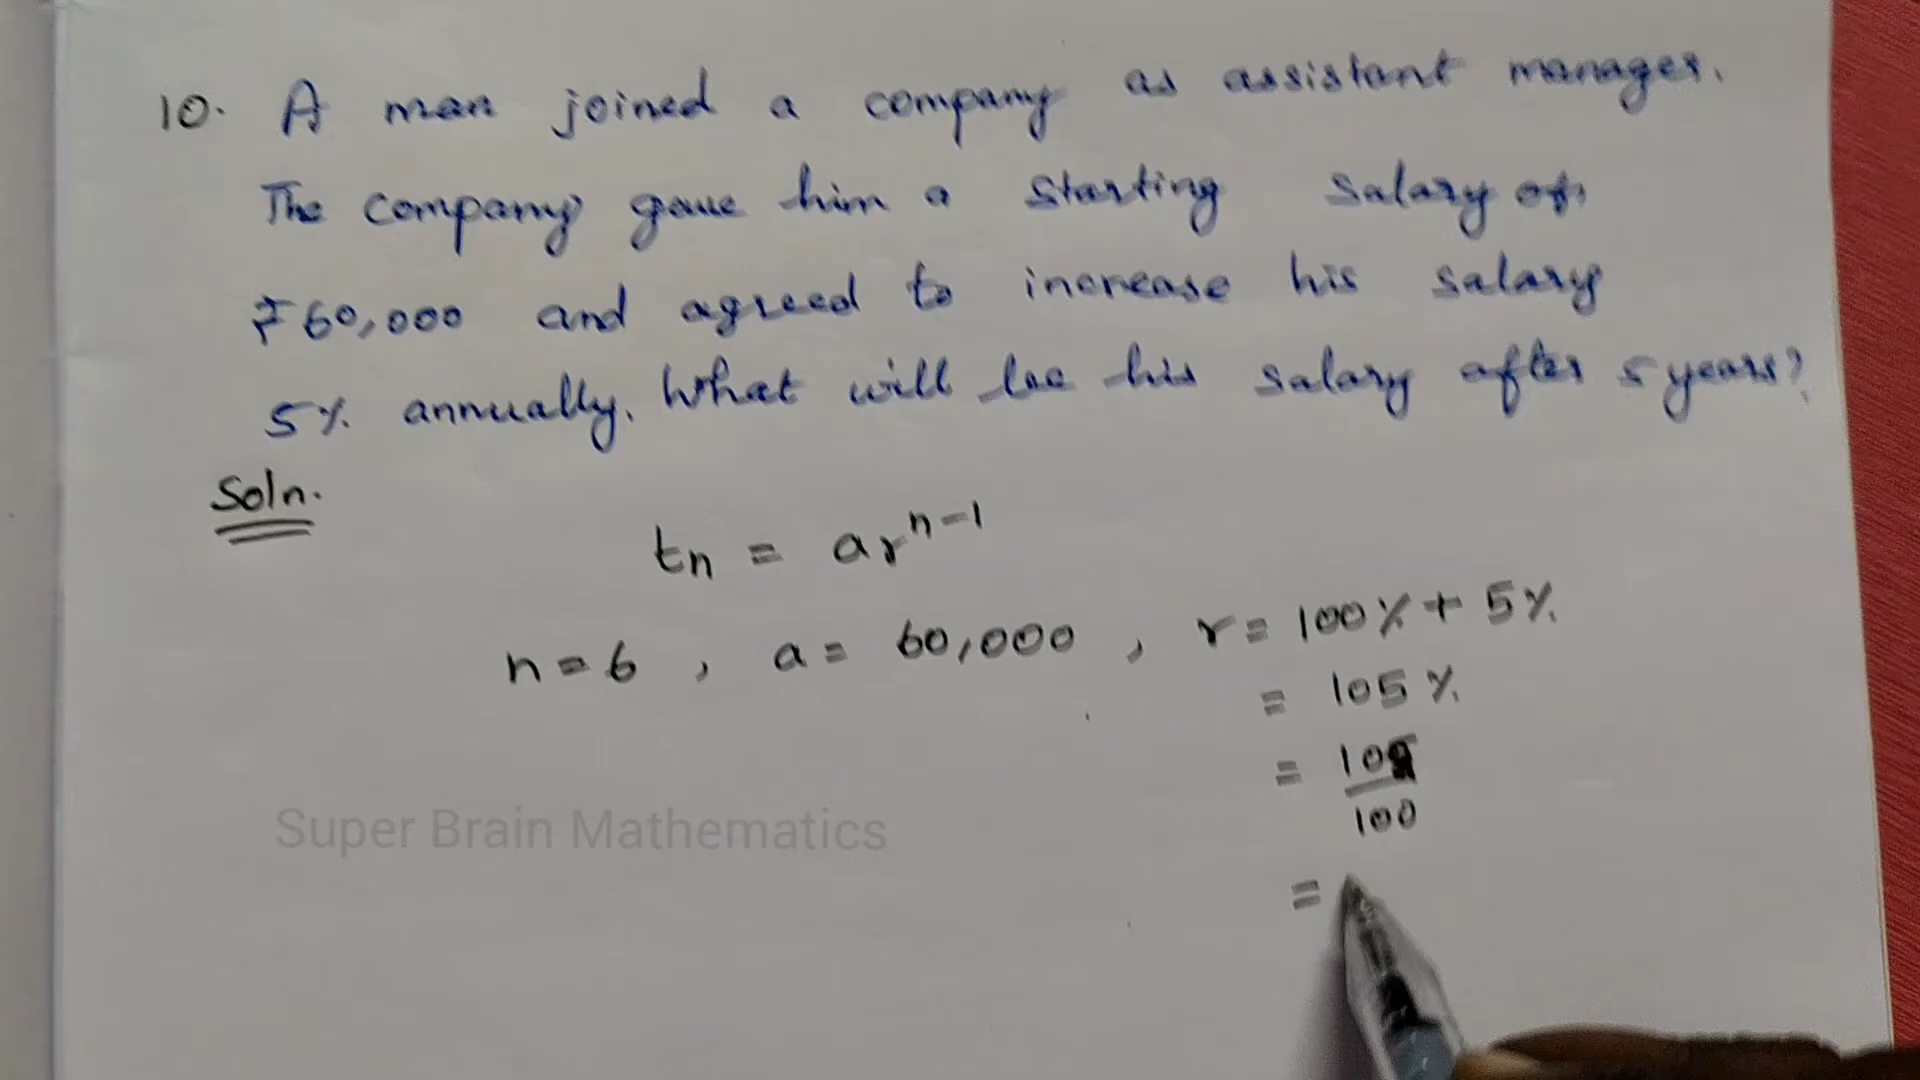 10. A man joined a company as assistant manager.
The company gave him a starting salary of
₹60,000 and agreed to increase his salary
5% annually. What will be his salary after 5 years?
Soln.
tn = ar^n-1
n=6 , a= 60,000 , r= 100%+ 5%
= 105%
= 105/100
=
Super Brain Mathematics